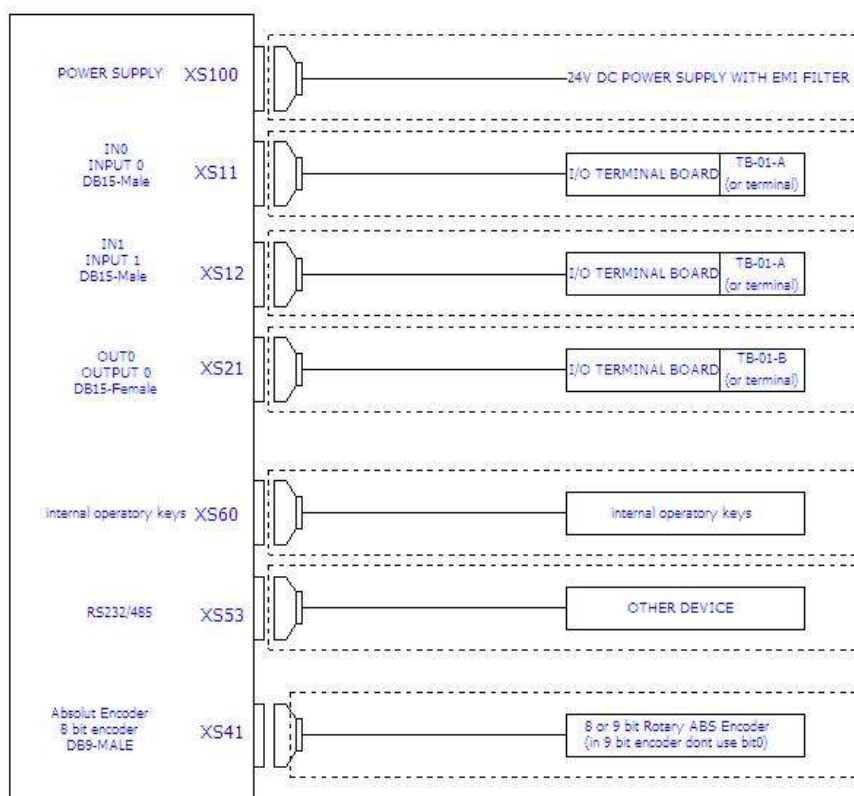 POWER SUPPLY XS100
24V DC POWER SUPPLY WITH EMI FILTER
IN0
INPUT 0
DB15-Male
XS11
I/O TERMINAL BOARD
TB-01-A
(or terminal)
IN1
INPUT 1
DB15-Male
XS12
I/O TERMINAL BOARD
TB-01-A
(or terminal)
OUT0
OUTPUT 0
DB15-Female
XS21
I/O TERMINAL BOARD
TB-01-B
(or terminal)
internal operatory keys XS60
internal operatory keys
RS232/485 XS53
OTHER DEVICE
Absolut Encoder
8 bit encoder
DB9-MALE
XS41
8 or 9 bit Rotary ABS Encoder
(in 9 bit encoder dont use bit0)